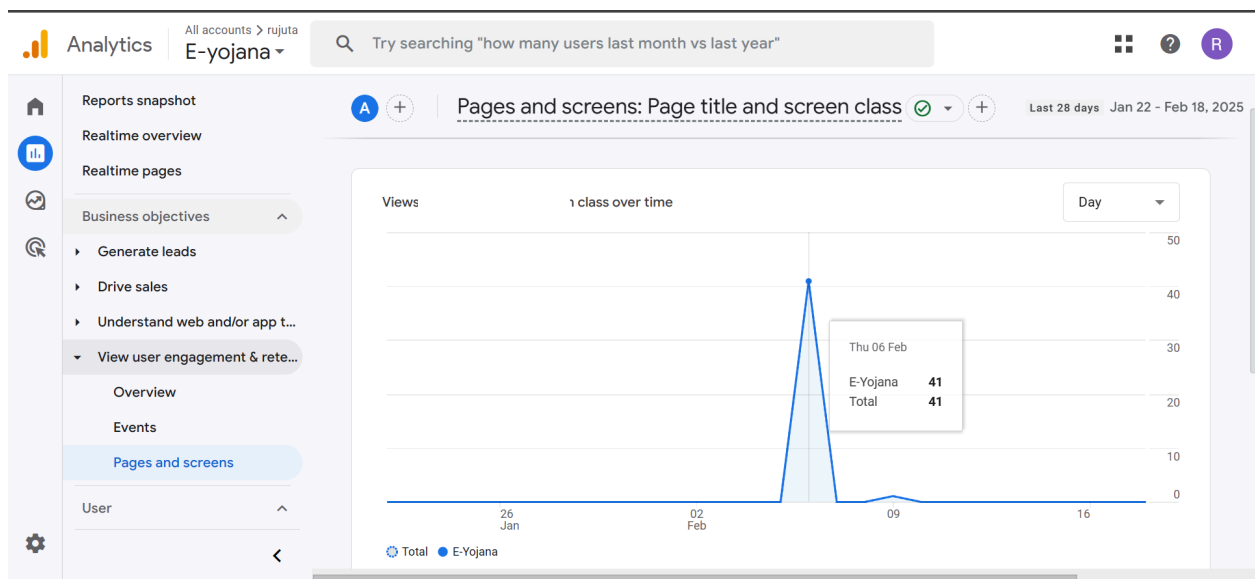 All accounts > rujuta
Analytics
E-yojana
Try searching "how many users last month vs last year"
R
Reports snapshot
Realtime overview
Realtime pages
Business objectives
Generate leads
Drive sales
Understand web and/or app t...
View user engagement & rete...
Overview
Events
Pages and screens
User
A
Pages and screens: Page title and screen class
Last 28 days Jan 22 - Feb 18, 2025
Views class over time
Day
50
40
30
20
10
0
Thu 06 Feb
E-Yojana 41
Total 41
26 02 09 16
Jan Feb
Total E-Yojana